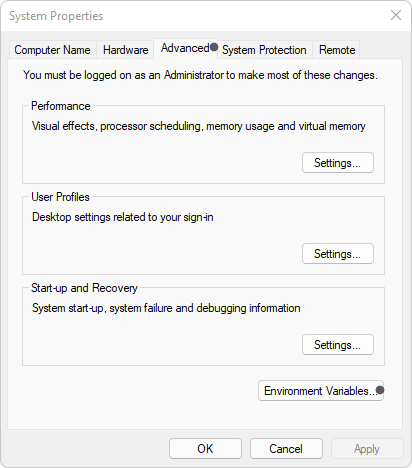 System Properties
Computer Name Hardware Advanced System Protection Remote
You must be logged on as an Administrator to make most of these changes.
Perfomance
Visual effects, processor scheduling, memory usage and virtual memory
Settings...
User Profiles
Desktop settings related to your sign-in
Settings...
Start-up and Recovery
System start-up, system failure and debugging information
Settings...
Environment Variables...
OK Cancel Apply